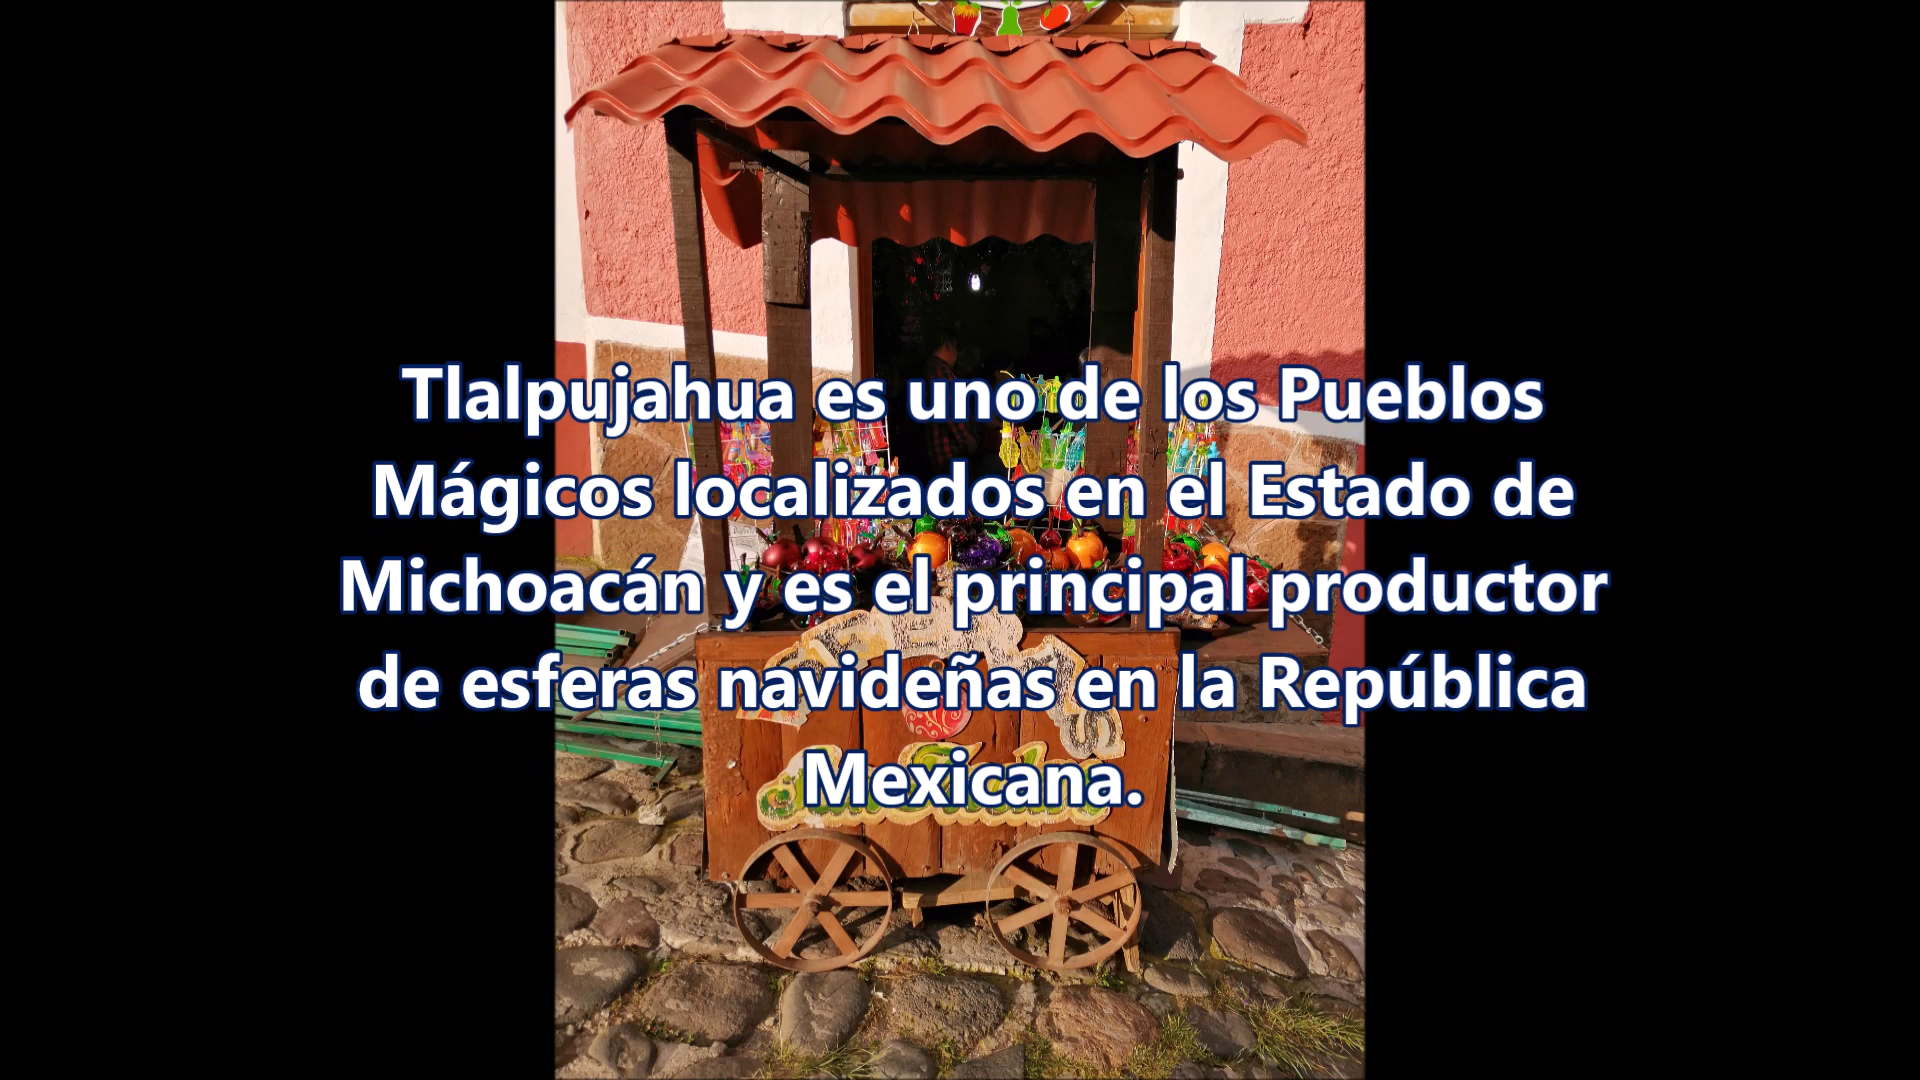 Tlalpujahua es uno de los Pueblos
Mágicos localizados en el Estado de
Michoacán y es el principal productor
de esferas navideñas en la República
Mexicana.